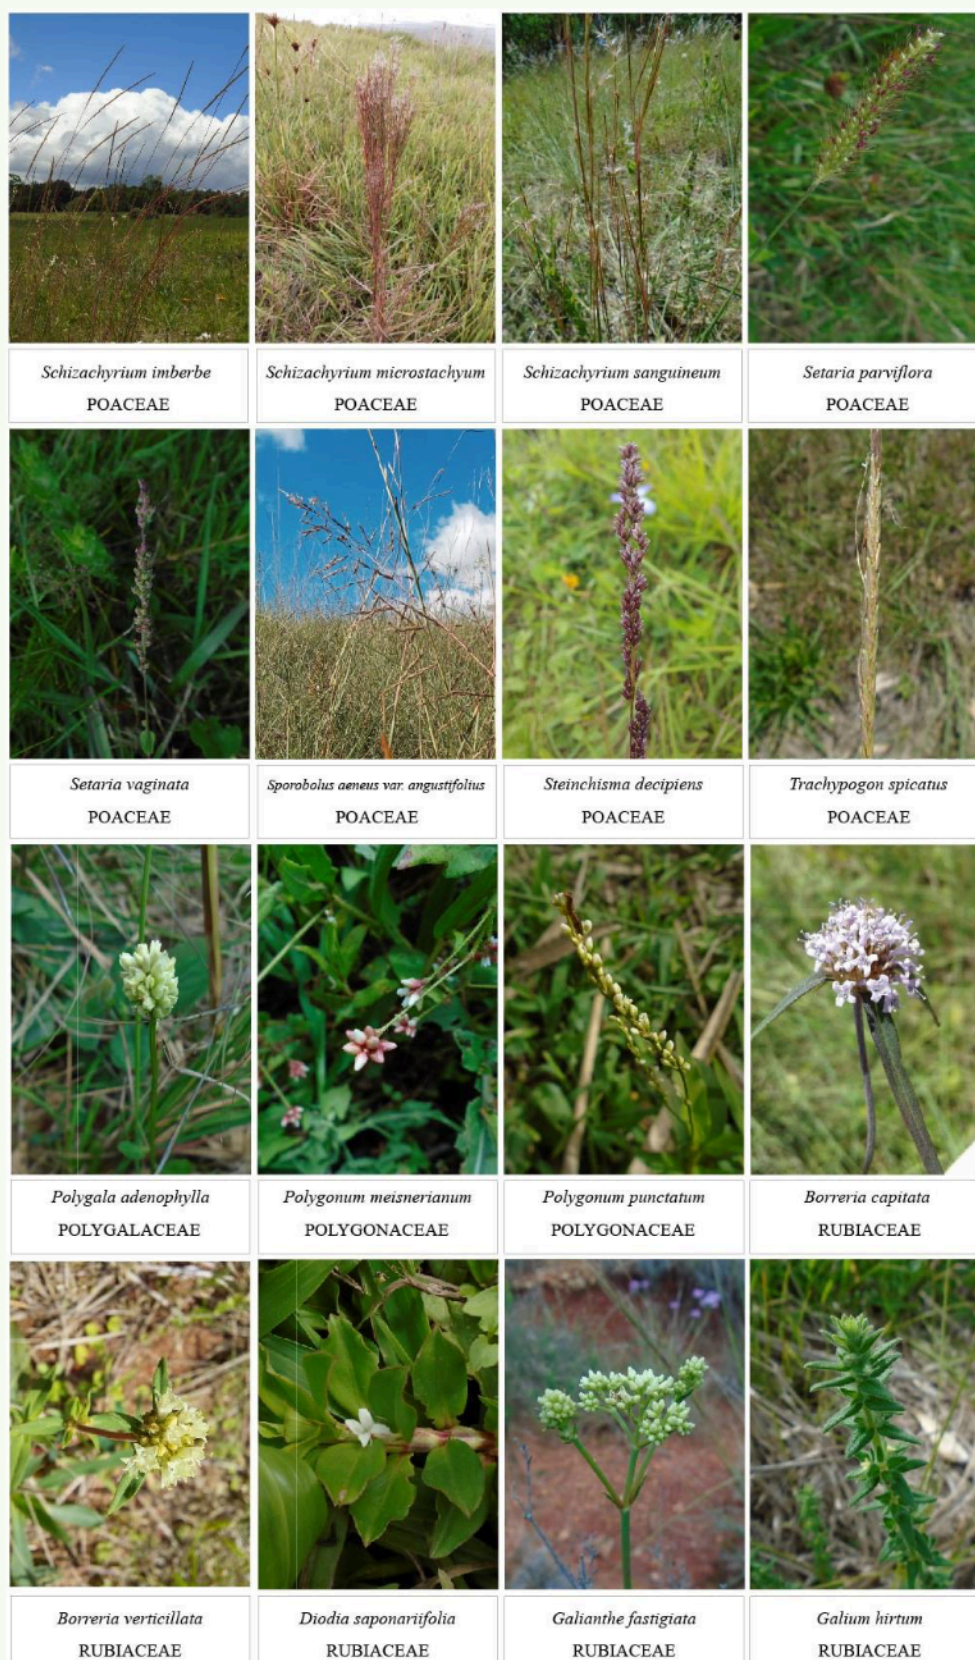 Schizachyrium imberbe
POACEAE
Schizachyrium microstachyum
POACEAE
Schizachyrium sanguineum
POACEAE
Setaria parviflora
POACEAE
Setaria vaginata
POACEAE
Sporobolus aeneus var. angustifolius
POACEAE
Steinchisma decipiens
POACEAE
Trachypogon spicatus
POACEAE
Polygala adenophylla
POLYGALACEAE
Polygonum meisnerianum
POLYGONACEAE
Polygonum punctatum
POLYGONACEAE
Borreria capitata
RUBIACEAE
Borreria verticillata
RUBIACEAE
Diodia saponariifolia
RUBIACEAE
Galianthe fastigiata
RUBIACEAE
Galium hirtum
RUBIACEAE